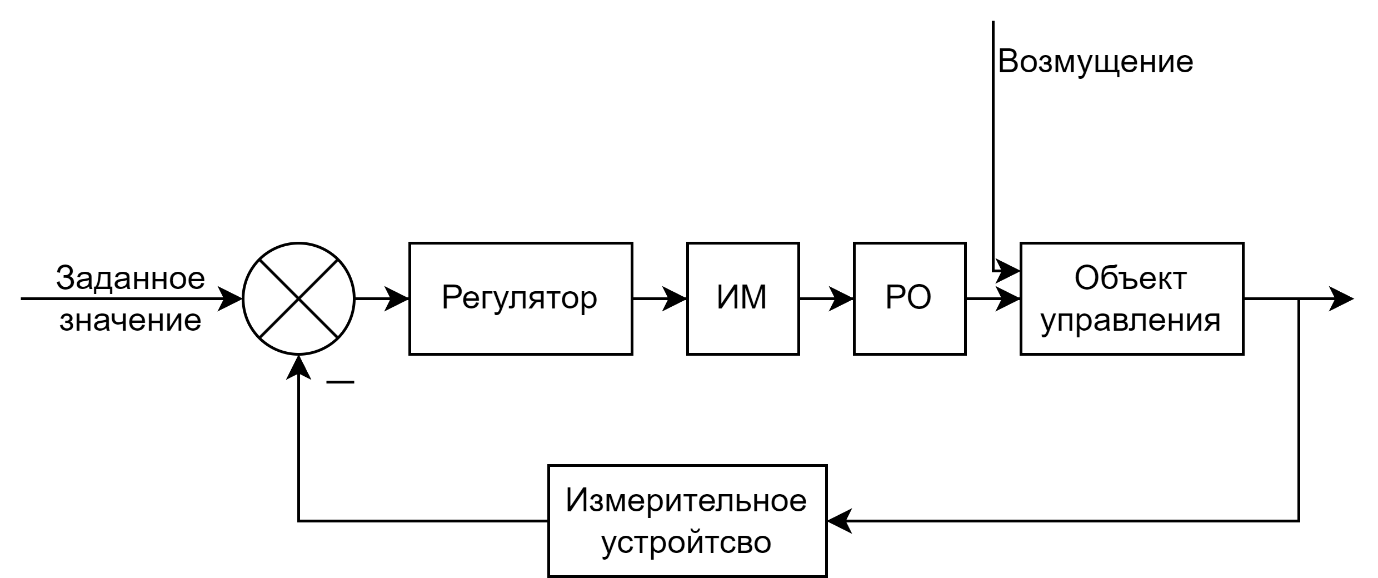 Возмущение
Заданное
значение
Регулятор
ИМ
РО
Объект
управления
—
Измерительное
устройтсво